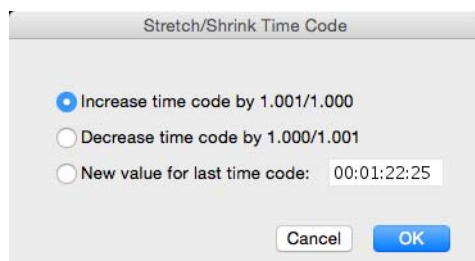 Stretch/Shrink Time Code
Increase time code by 1.001/1.000
Decrease time code by 1.000/1.001
New value for last time code: 00:01:22:25
Cancel OK